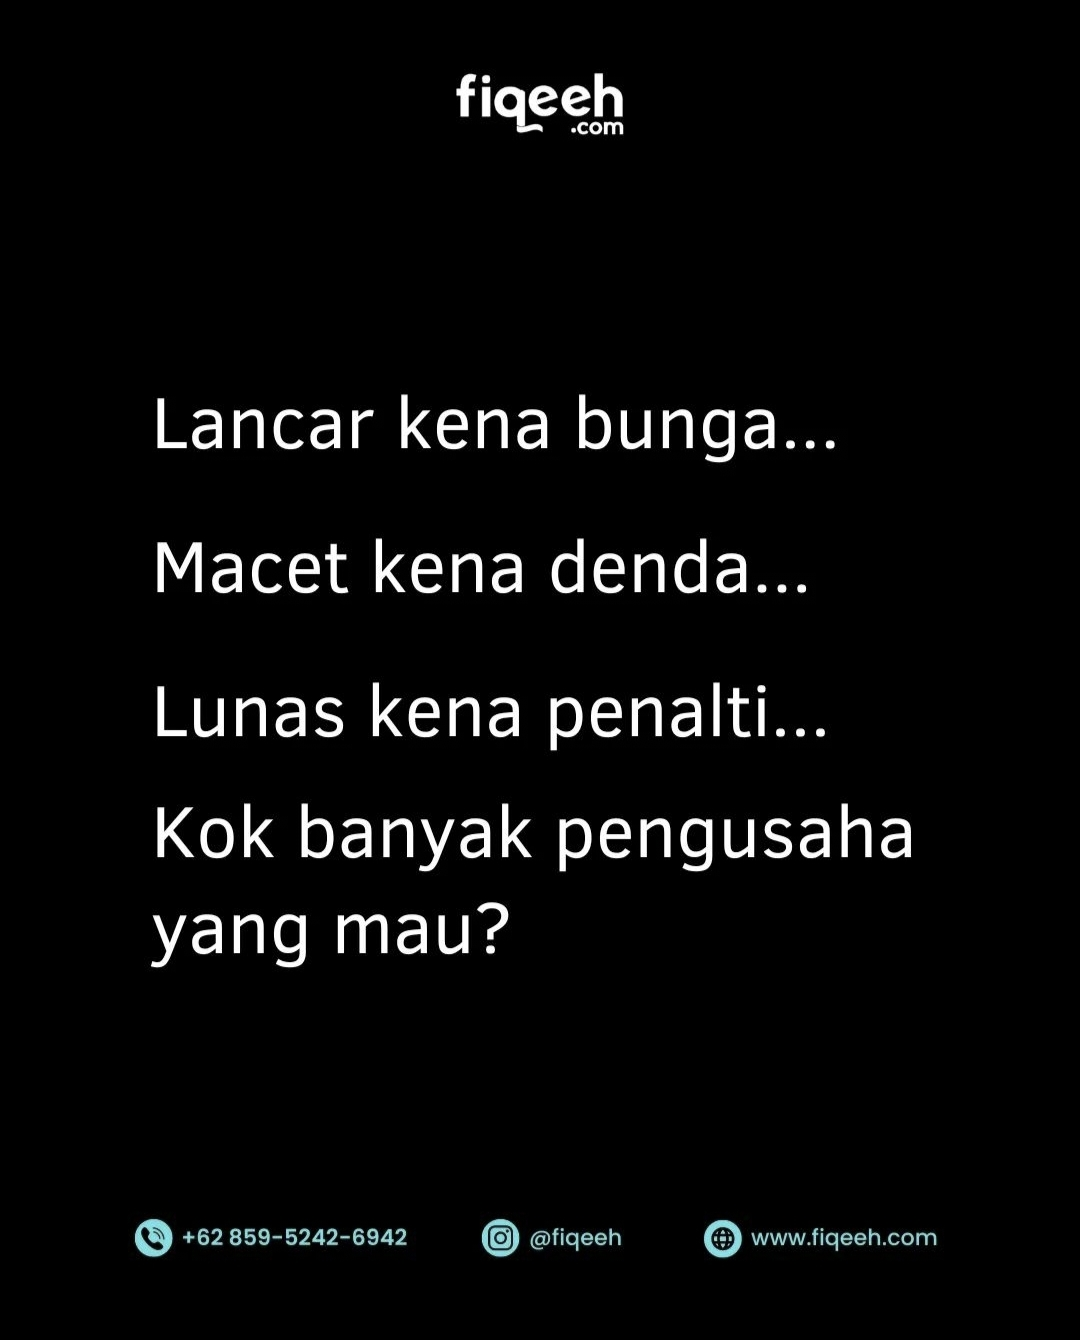 fiqeeh
.com
Lancar kena bunga...
Macet kena denda...
Lunas kena penalti...
Kok banyak pengusaha
yang mau?
+62 859-5242-6942
@fiqeeh
www.fiqeeh.com